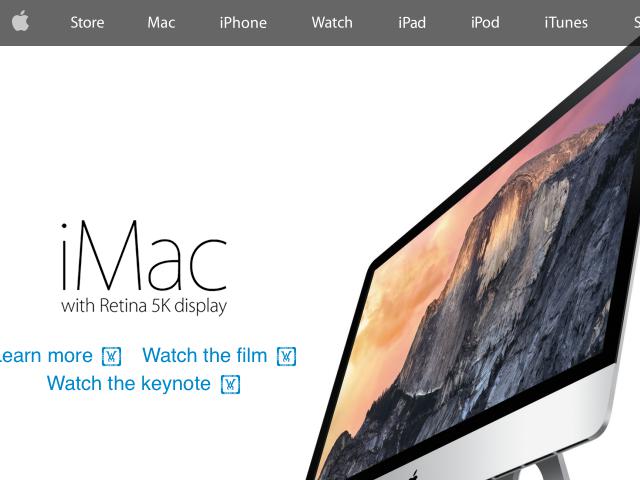 Store Mac iPhone Watch iPad iPod iTunes S
iMac
with Retina 5K display
earn more Watch the film
Watch the keynote